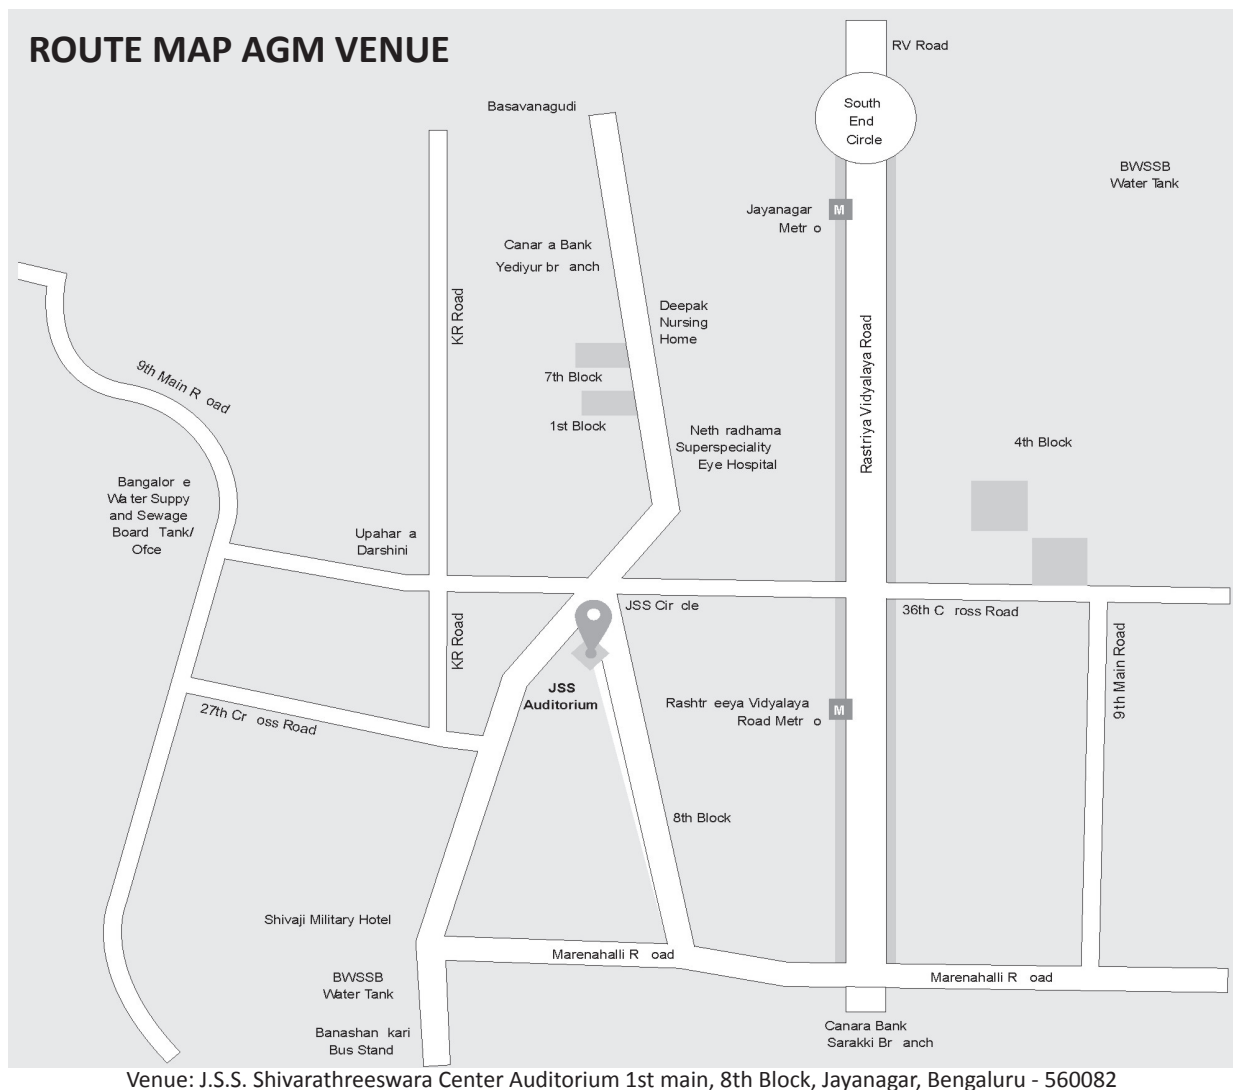 ROUTE MAP AGM VENUE
RV Road
South
End
Circle
Basavanagudi
BWSSB
Water Tank
Jayanagar
Metr o
M
Canar a Bank
Yediyur br anch
KR Road
Deepak
Nursing
Home
Rastriya Vidyalaya Road
9th Main R oad
7th Block
1st Block
Neth radhama
Superspeciality
Eye Hospital
4th Block
Bangalor e
Water Suppy
and Sewage
Board Tank/
Ofce
Upahar a
Darshini
JSS Cir cle
36th C ross Road
KR Road
9th Main Road
JSS
Auditorium
Rashtr eeya Vidyalaya
Road Metr o
M
27th Cr oss Road
8th Block
Shivaji Military Hotel
Marenahalli R oad
Marenahalli R oad
BWSSB
Water Tank
Banashan kari
Bus Stand
Canara Bank
Sarakki Br anch
Venue: J.S.S. Shivarathreeswara Center Auditorium 1st main, 8th Block, Jayanagar, Bengaluru - 560082